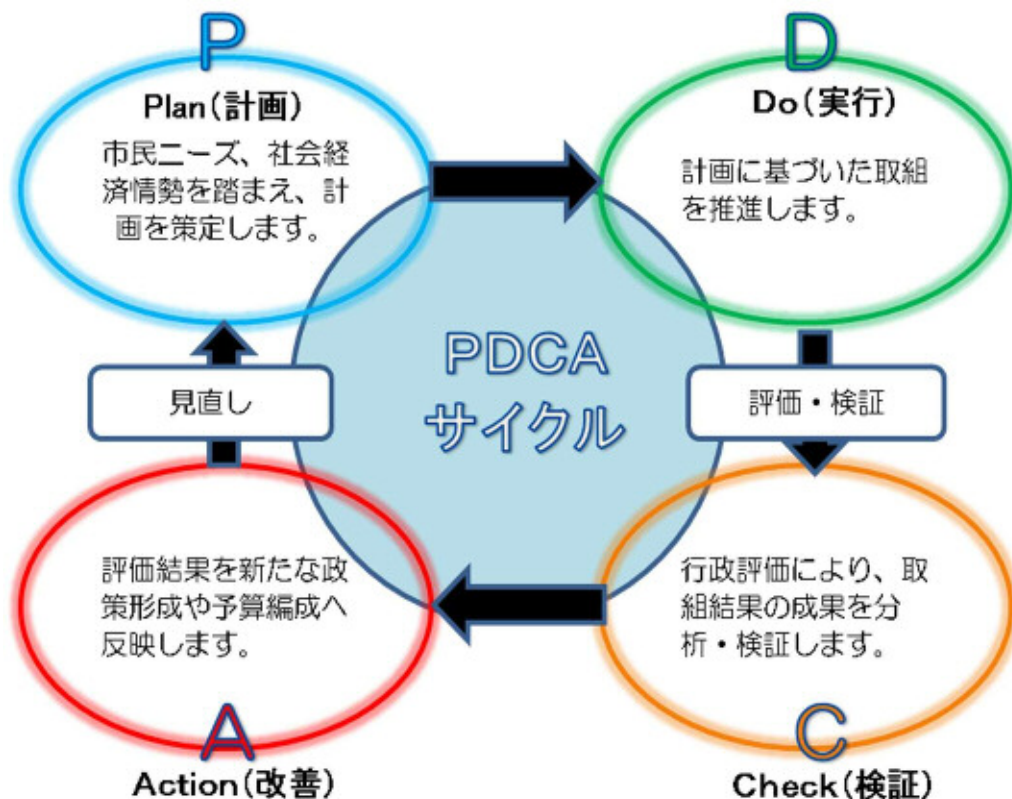 P
Plan(計画)
市民ニーズ、社会経
済情勢を踏まえ、計
画を策定します。
D
Do(実行)
計画に基づいた取組
を推進します。
PDCA
サイクル
見直し
評価・検証
評価結果を新たな政
策形成や予算編成へ
反映します。
A
Action(改善)
行政評価により、取
組結果の成果を分
析・検証します。
C
Check(検証)